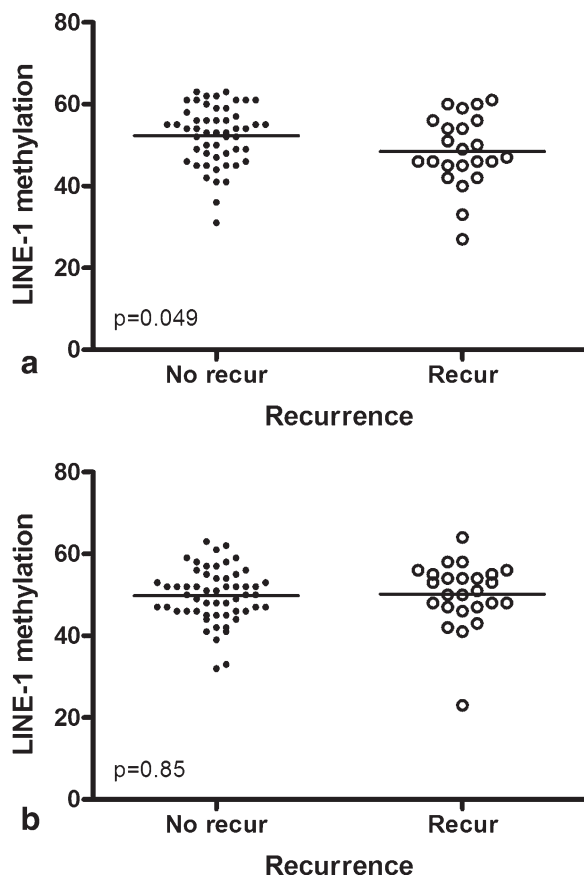 80
60
40
20
0
LINE-1 methylation
p=0.049
a
No recur Recur
Recurrence
80
60
40
20
0
LINE-1 methylation
p=0.85
b
No recur Recur
Recurrence